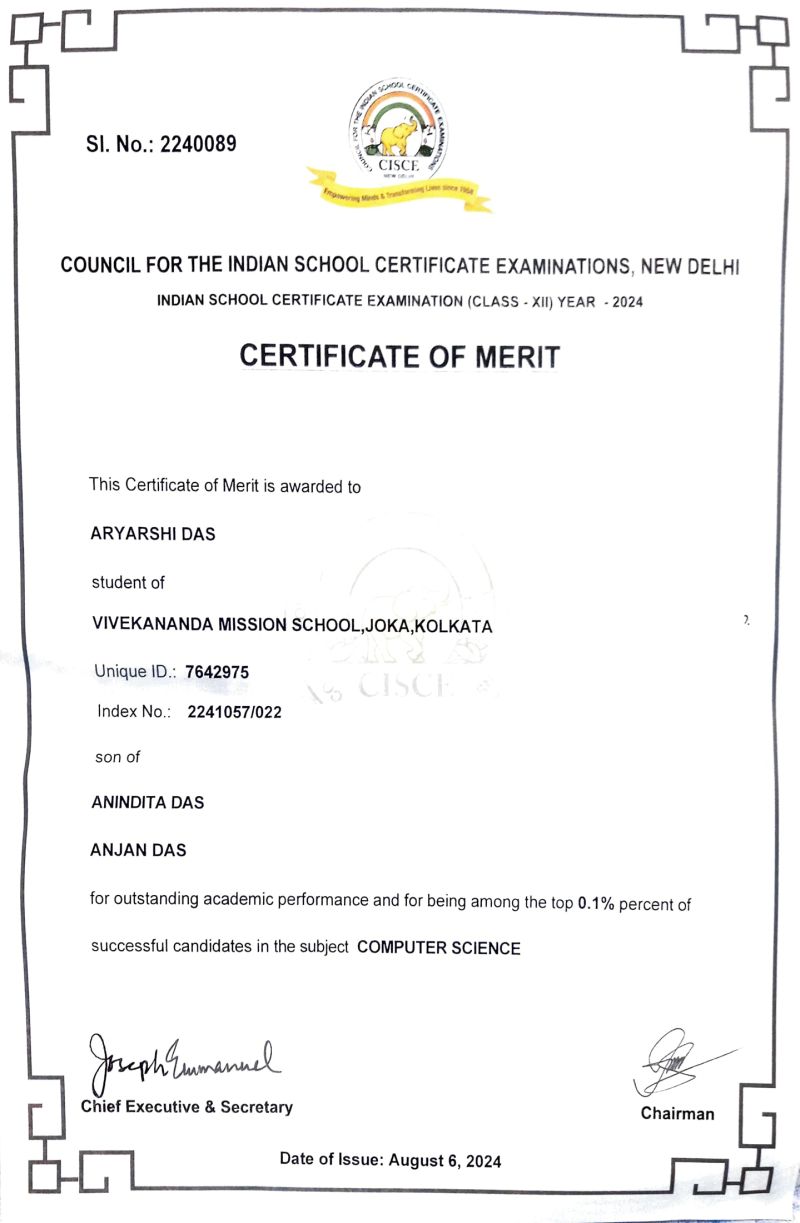 Sl. No.: 2240089
COUNCIL FOR THE INDIAN SCHOOL CERTIFICATE EXAMINATIONS
CISCE
NEW DELHI
Empowering Minds & Transforming Lives since 1958
COUNCIL FOR THE INDIAN SCHOOL CERTIFICATE EXAMINATIONS, NEW DELHI
INDIAN SCHOOL CERTIFICATE EXAMINATION (CLASS - XII) YEAR - 2024
CERTIFICATE OF MERIT
This Certificate of Merit is awarded to
ARYARSHI DAS
student of
VIVEKANANDA MISSION SCHOOL,JOKA,KOLKATA
Unique ID.: 7642975
CISCE
Index No.: 2241057/022
son of
ANINDITA DAS
ANJAN DAS
for outstanding academic performance and for being among the top 0.1% percent of
successful candidates in the subject COMPUTER SCIENCE
Joseph Emmanuel
Chief Executive & Secretary
Chairman
Date of Issue: August 6, 2024